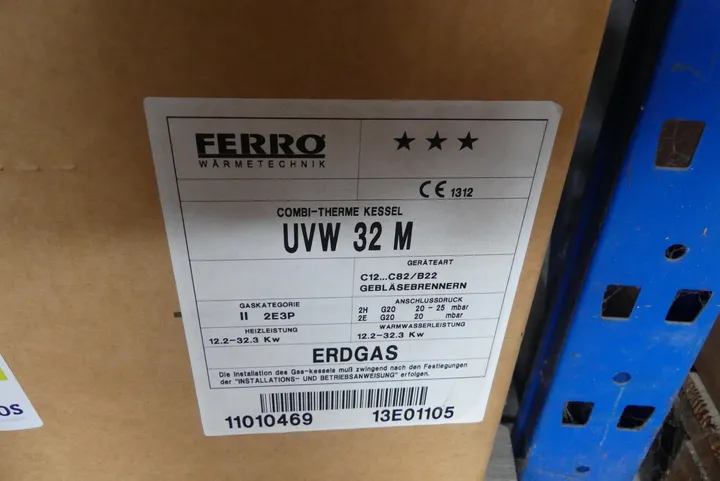 FERRO
WÄRMETECHNIK
★★★
CE 1312
COMBI-THERME KESSEL
UVW 32 M
GERÄTEART
C12...C82/B22
GEBLÄSEBRENNERN
GASKATEGORIE
II 2E3P
ANSCHLUSSDRUCK
2H G20 20 - 25 mbar
2E G20 20 mbar
HEIZLEISTUNG
12.2-32.3 Kw
WARMWASSERLEISTUNG
12.2-32.3 Kw
ERDGAS
Die Installation des Gas-kessels muß zwingend nach den Festlegungen
der "INSTALLATIONS- UND BETRIEBSANWEISUNG" erfolgen.
11010469 13E01105
OS